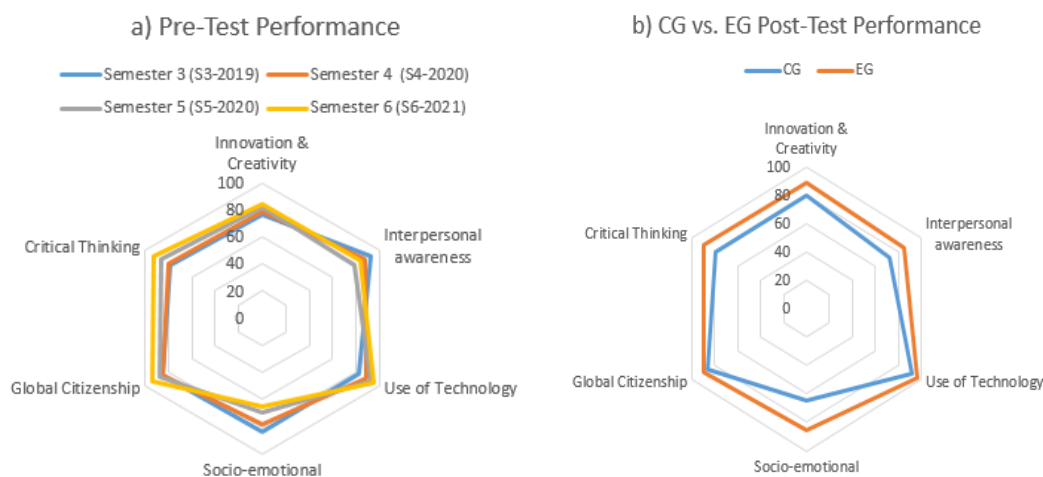 a) Pre-Test Performance
Semester 3 (S3-2019)
Semester 4 (S4-2020)
Semester 5 (S5-2020)
Semester 6 (S6-2021)
Innovation &
Creativity
100
80
60
40
20
0
Interpersonal
awareness
Use of Technology
Socio-emotional
Global Citizenship
Critical Thinking
b) CG vs. EG Post-Test Performance
CG
EG
Innovation &
Creativity
100
80
60
40
20
0
Interpersonal
awareness
Use of Technology
Socio-emotional
Global Citizenship
Critical Thinking